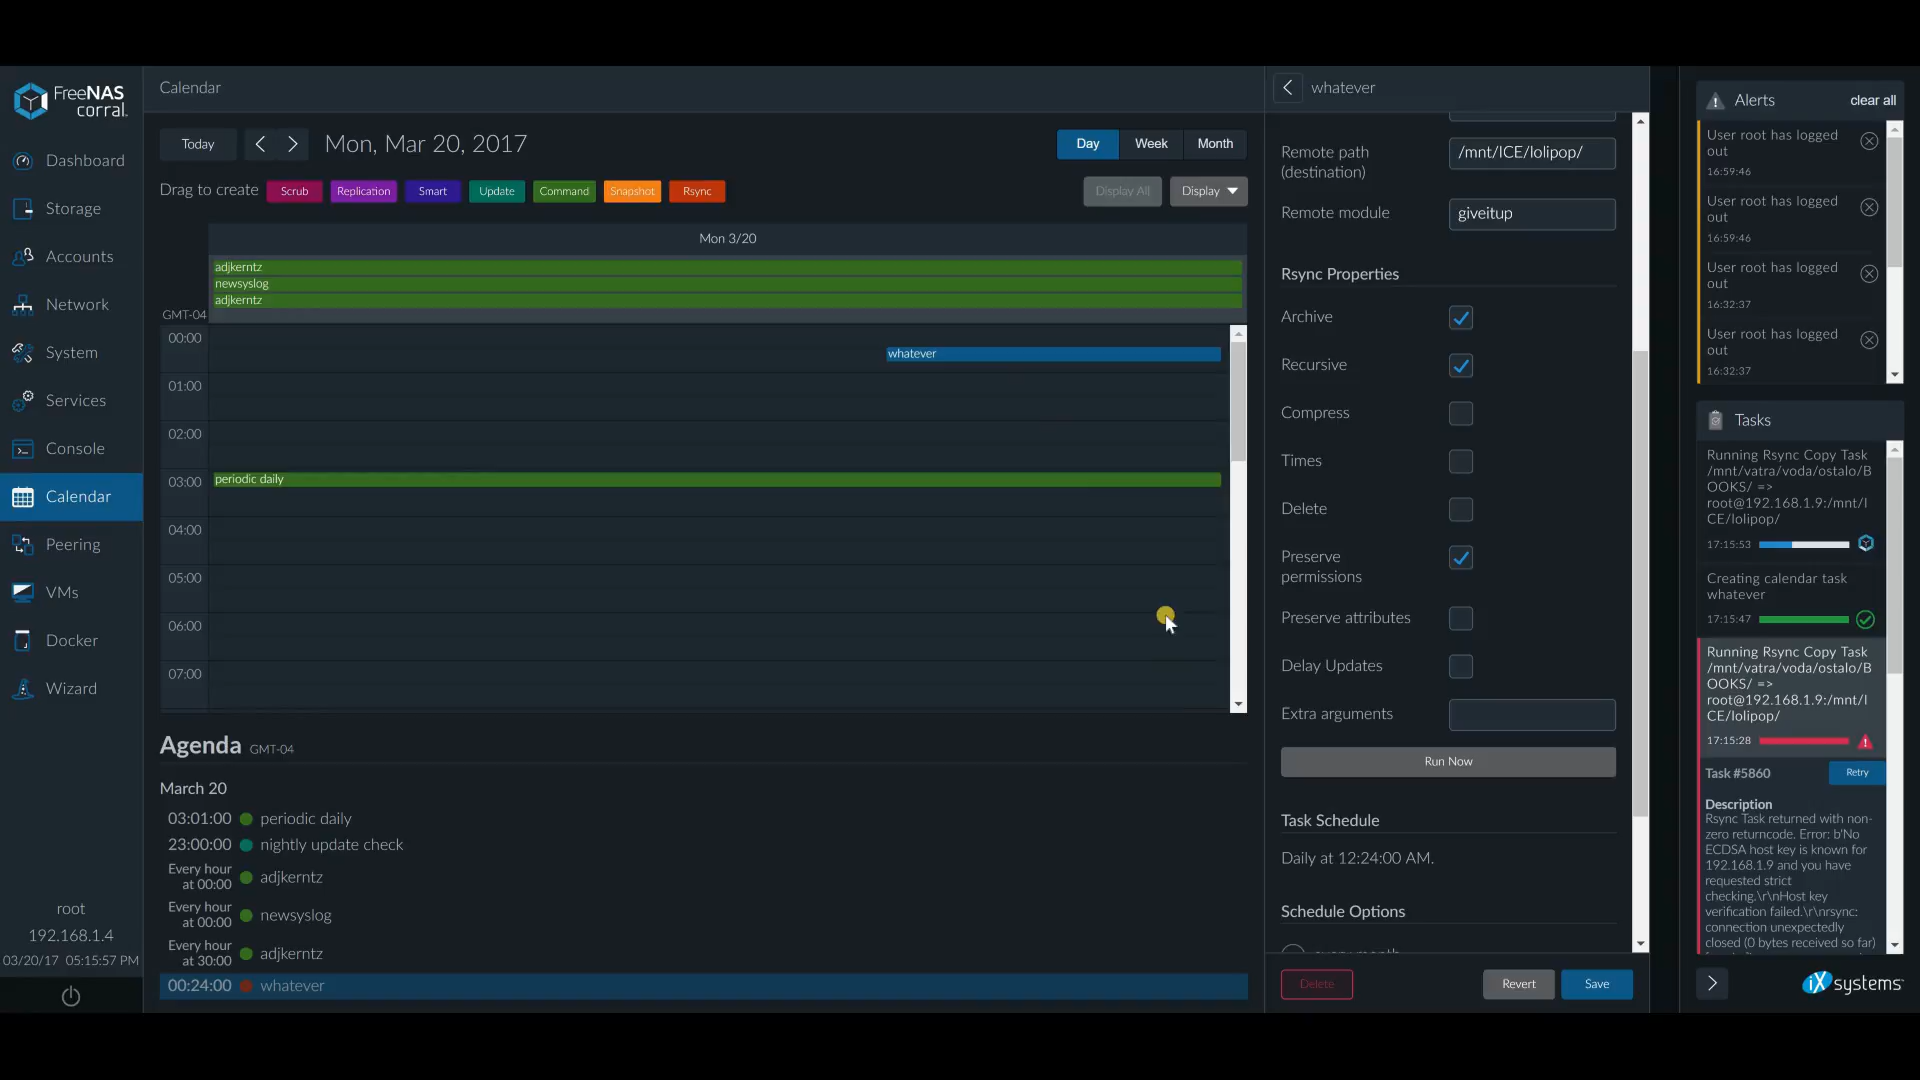 FreeNAS
corral.
Dashboard
Storage
Accounts
Network
System
Services
Console
Calendar
Peering
VMs
Docker
Wizard
root
192.168.1.4
03/20/17 05:15:57 PM
Calendar
Today
Mon, Mar 20, 2017
Day Week Month
Drag to create Scrub Replication Smart Update Command Snapshot Rsync
Display All Display
Mon 3/20
adjkerntz
newsyslog
adjkerntz
GMT-04
00:00
whatever
01:00
02:00
03:00
periodic daily
04:00
05:00
06:00
07:00
Agenda GMT-04
March 20
03:01:00 periodic daily
23:00:00 nightly update check
Every hour
at 00:00 adjkerntz
Every hour
at 00:00 newsyslog
Every hour
at 30:00 adjkerntz
00:24:00 whatever
whatever
Remote path
(destination)
/mnt/ICE/lolipop/
Remote module giveitup
Rsync Properties
Archive
Recursive
Compress
Times
Delete
Preserve
permissions
Preserve attributes
Delay Updates
Extra arguments
Run Now
Task Schedule
Daily at 12:24:00 AM.
Schedule Options
every month
Delete Revert Save
Alerts clear all
User root has logged
out
16:59:46
User root has logged
out
16:59:46
User root has logged
out
16:32:37
User root has logged
out
16:32:37
Tasks
Running Rsync Copy Task
/mnt/vatra/voda/ostalo/B
OOKS/ =>
root@192.168.1.9:/mnt/I
CE/lolipop/
17:15:53
Creating calendar task
whatever
17:15:47
Running Rsync Copy Task
/mnt/vatra/voda/ostalo/B
OOKS/ =>
root@192.168.1.9:/mnt/I
CE/lolipop/
17:15:28
Task #5860 Retry
Description
Rsync Task returned with non-
zero returncode. Error: b'No
ECDSA host key is known for
192.168.1.9 and you have
requested strict
checking.\r\nHost key
verification failed.\r\nrsync:
connection unexpectedly
closed (0 bytes received so far)
iXsystems